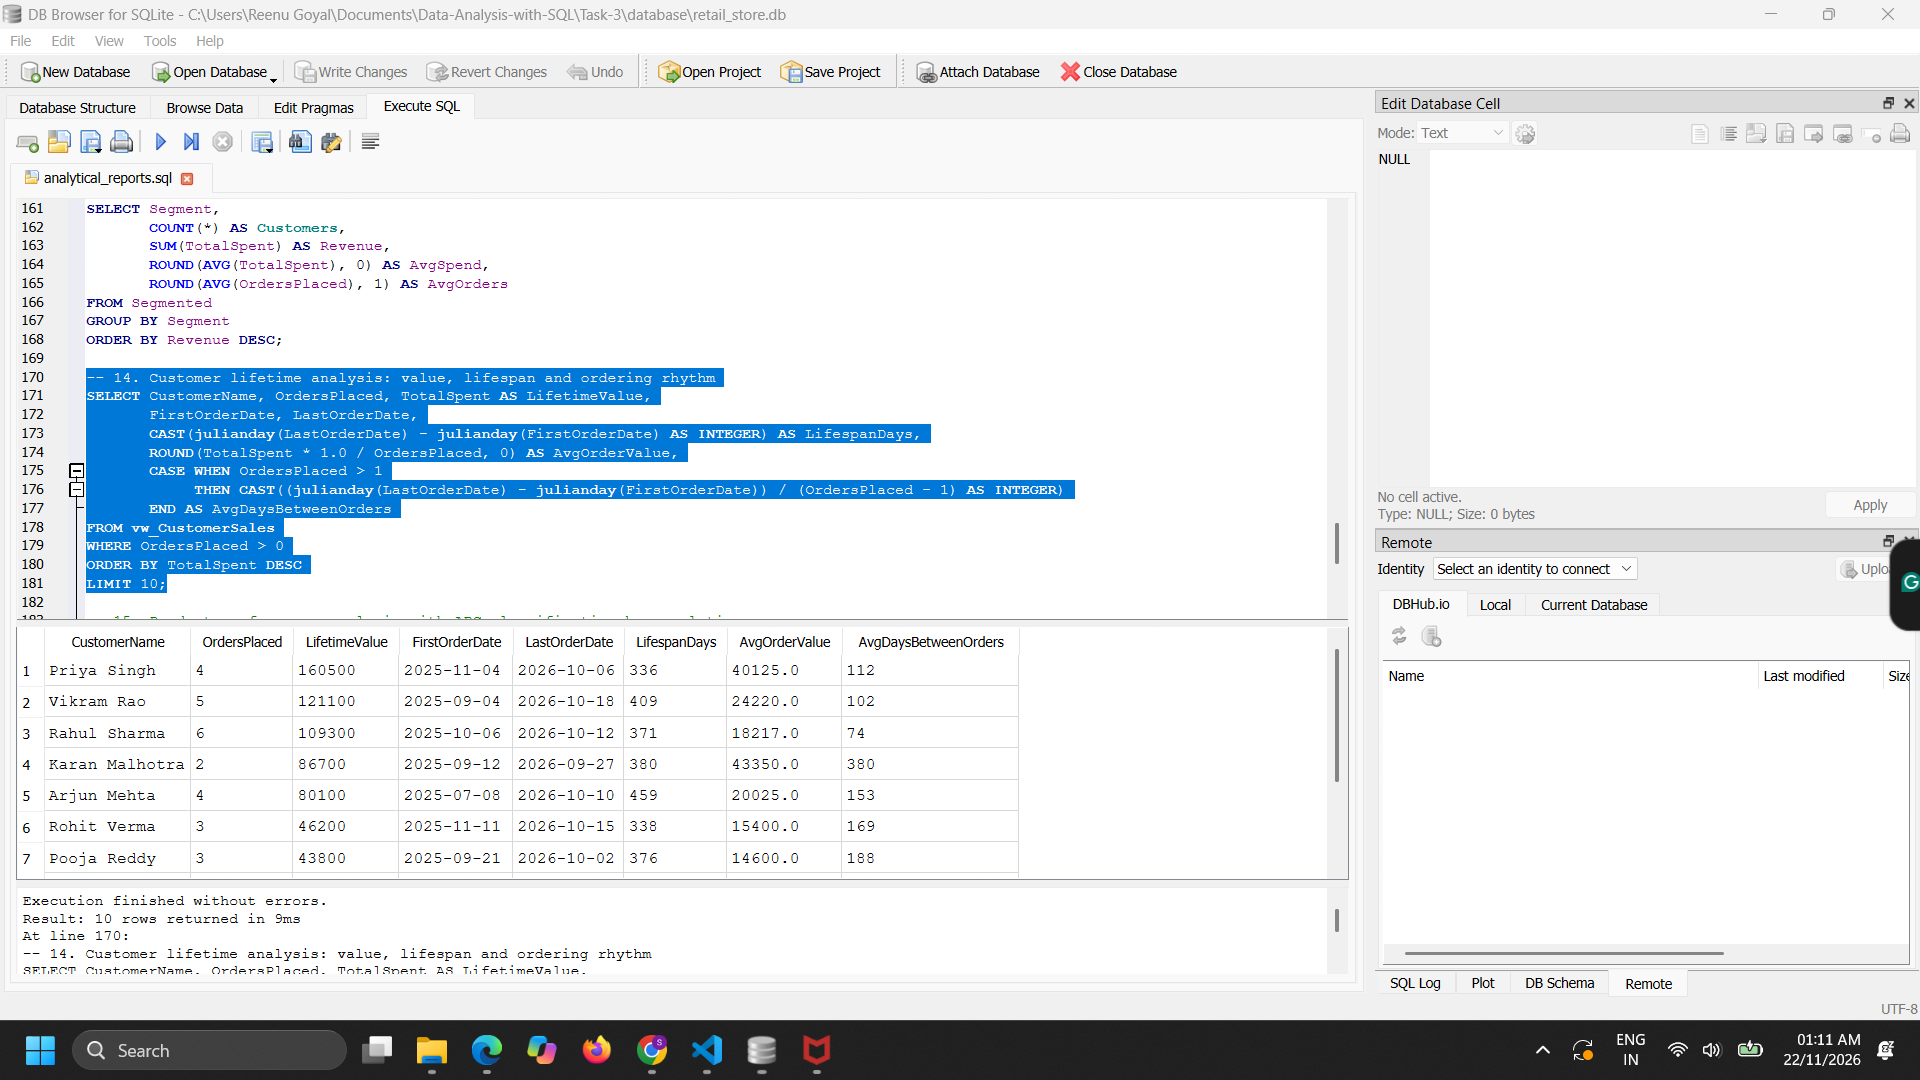 DB Browser for SQLite - C:\Users\Reenu Goyal\Documents\Data-Analysis-with-SQL\Task-3\database\retail_store.db
File Edit View Tools Help
New Database Open Database Write Changes Revert Changes Undo Open Project Save Project Attach Database Close Database
Database Structure Browse Data Edit Pragmas Execute SQL
analytical_reports.sql
161 SELECT Segment,
162 COUNT(*) AS Customers,
163 SUM(TotalSpent) AS Revenue,
164 ROUND(AVG(TotalSpent), 0) AS AvgSpend,
165 ROUND(AVG(OrdersPlaced), 1) AS AvgOrders
166 FROM Segmented
167 GROUP BY Segment
168 ORDER BY Revenue DESC;
169
170 -- 14. Customer lifetime analysis: value, lifespan and ordering rhythm
171 SELECT CustomerName, OrdersPlaced, TotalSpent AS LifetimeValue,
172 FirstOrderDate, LastOrderDate,
173 CAST(julianday(LastOrderDate) - julianday(FirstOrderDate) AS INTEGER) AS LifespanDays,
174 ROUND(TotalSpent * 1.0 / OrdersPlaced, 0) AS AvgOrderValue,
175 CASE WHEN OrdersPlaced > 1
176 THEN CAST((julianday(LastOrderDate) - julianday(FirstOrderDate)) / (OrdersPlaced - 1) AS INTEGER)
177 END AS AvgDaysBetweenOrders
178 FROM vw_CustomerSales
179 WHERE OrdersPlaced > 0
180 ORDER BY TotalSpent DESC
181 LIMIT 10;
182
CustomerName OrdersPlaced LifetimeValue FirstOrderDate LastOrderDate LifespanDays AvgOrderValue AvgDaysBetweenOrders
1 Priya Singh 4 160500 2025-11-04 2026-10-06 336 40125.0 112
2 Vikram Rao 5 121100 2025-09-04 2026-10-18 409 24220.0 102
3 Rahul Sharma 6 109300 2025-10-06 2026-10-12 371 18217.0 74
4 Karan Malhotra 2 86700 2025-09-12 2026-09-27 380 43350.0 380
5 Arjun Mehta 4 80100 2025-07-08 2026-10-10 459 20025.0 153
6 Rohit Verma 3 46200 2025-11-11 2026-10-15 338 15400.0 169
7 Pooja Reddy 3 43800 2025-09-21 2026-10-02 376 14600.0 188
Execution finished without errors.
Result: 10 rows returned in 9ms
At line 170:
-- 14. Customer lifetime analysis: value, lifespan and ordering rhythm
SELECT CustomerName, OrdersPlaced, TotalSpent AS LifetimeValue,
Edit Database Cell
Mode: Text
NULL
No cell active.
Type: NULL; Size: 0 bytes
Apply
Remote
Identity Select an identity to connect Uplo
DBHub.io Local Current Database
Name Last modified Size
SQL Log Plot DB Schema Remote
UTF-8
Search
ENG
IN
01:11 AM
22/11/2026